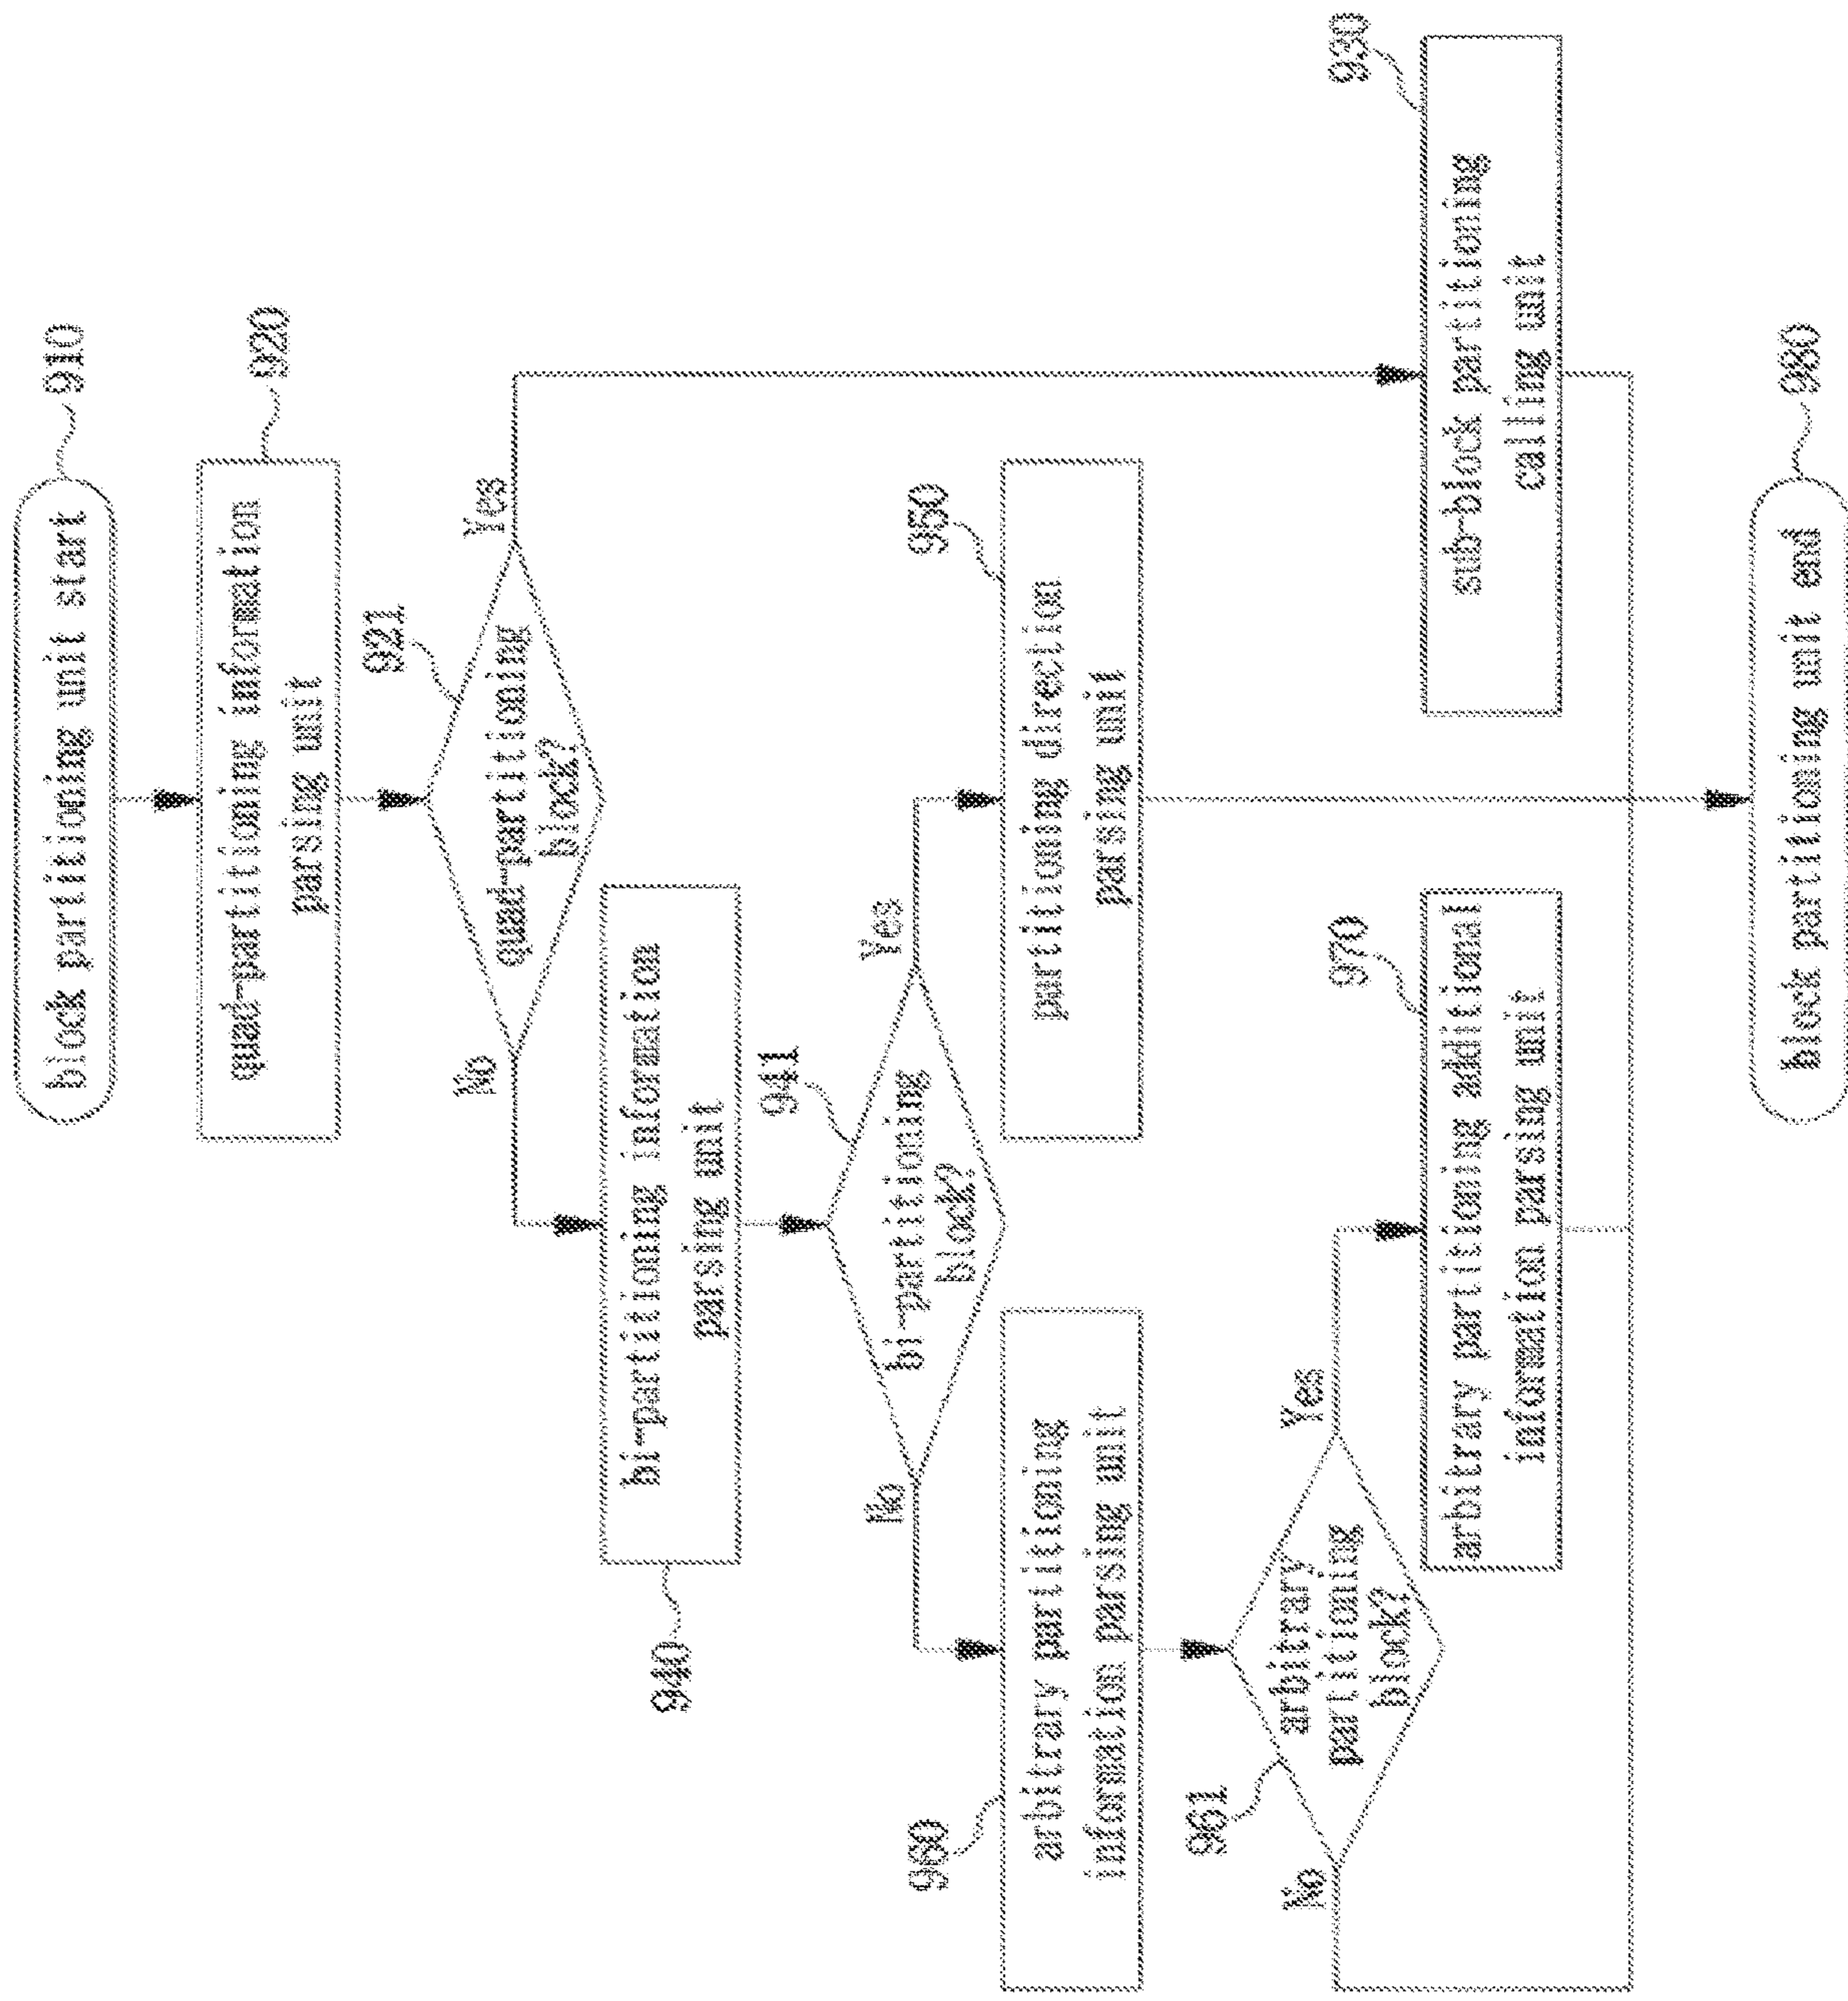 block partitioning unit start
910
quad-partitioning information
parsing unit
920
921
quad-partitioning
block?
No
Yes
bi-partitioning information
parsing unit
940
941
bi-partitioning
block?
No
Yes
arbitrary partitioning
information parsing unit
960
partitioning direction
parsing unit
950
961
arbitrary
partitioning
block?
No
Yes
arbitrary partitioning additional
information parsing unit
970
sub-block partitioning
calling unit
930
block partitioning unit end
980